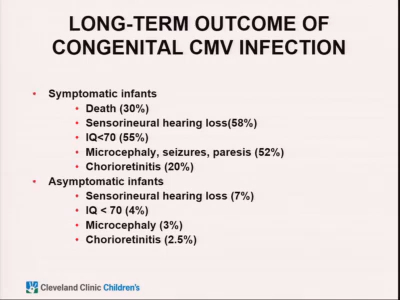 LONG-TERM OUTCOME OF
CONGENITAL CMV INFECTION
• Symptomatic infants
• Death (30%)
• Sensorineural hearing loss(58%)
• IQ<70 (55%)
• Microcephaly, seizures, paresis (52%)
• Chorioretinitis (20%)
• Asymptomatic infants
• Sensorineural hearing loss (7%)
• IQ < 70 (4%)
• Microcephaly (3%)
• Chorioretinitis (2.5%)
Cleveland Clinic Children's